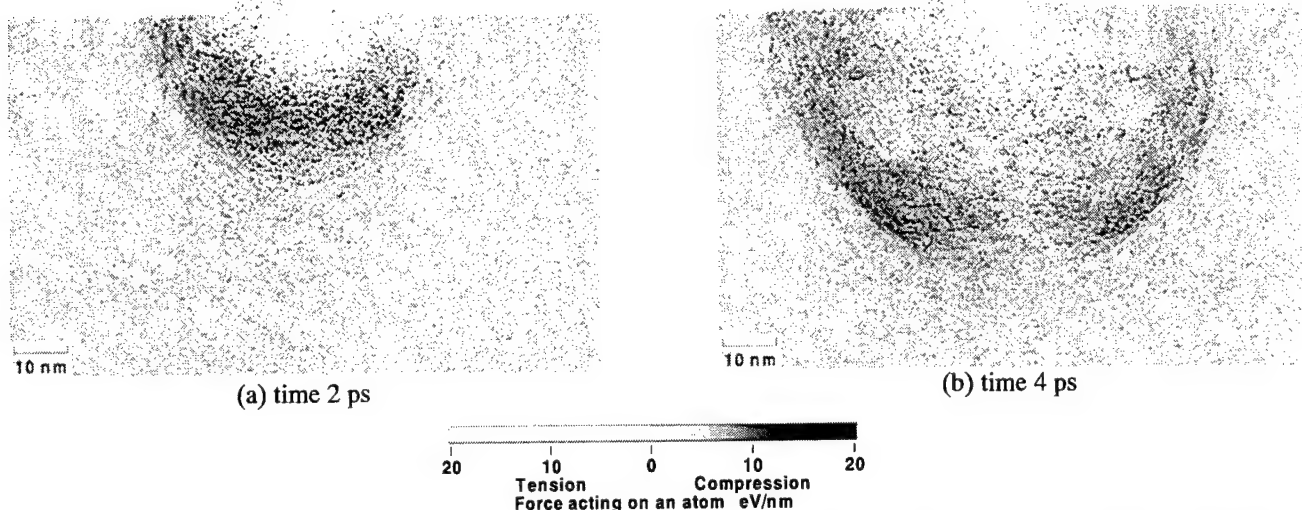 10 nm
(a) time 2 ps
10 nm
(b) time 4 ps
20 10 0 10 20
Tension Compression
Force acting on an atom eV/nm